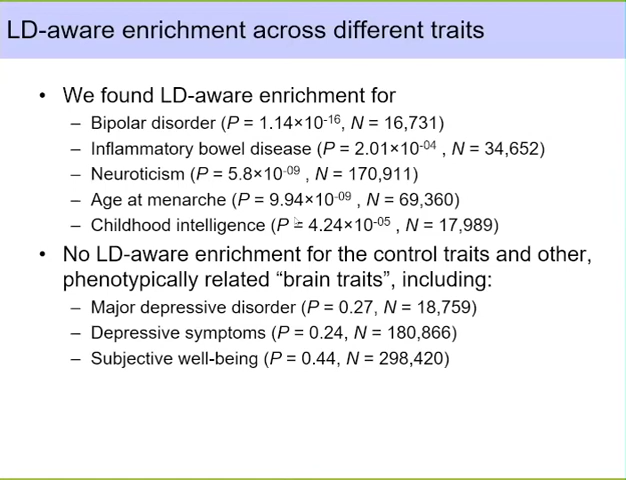 LD-aware enrichment across different traits
• We found LD-aware enrichment for
– Bipolar disorder (P = 1.14×10⁻¹⁶, N = 16,731)
– Inflammatory bowel disease (P = 2.01×10⁻⁰⁴ , N = 34,652)
– Neuroticism (P = 5.8×10⁻⁰⁹ , N = 170,911)
– Age at menarche (P = 9.94×10⁻⁰⁹ , N = 69,360)
– Childhood intelligence (P = 4.24×10⁻⁰⁵ , N = 17,989)
• No LD-aware enrichment for the control traits and other,
phenotypically related “brain traits”, including:
– Major depressive disorder (P = 0.27, N = 18,759)
– Depressive symptoms (P = 0.24, N = 180,866)
– Subjective well-being (P = 0.44, N = 298,420)